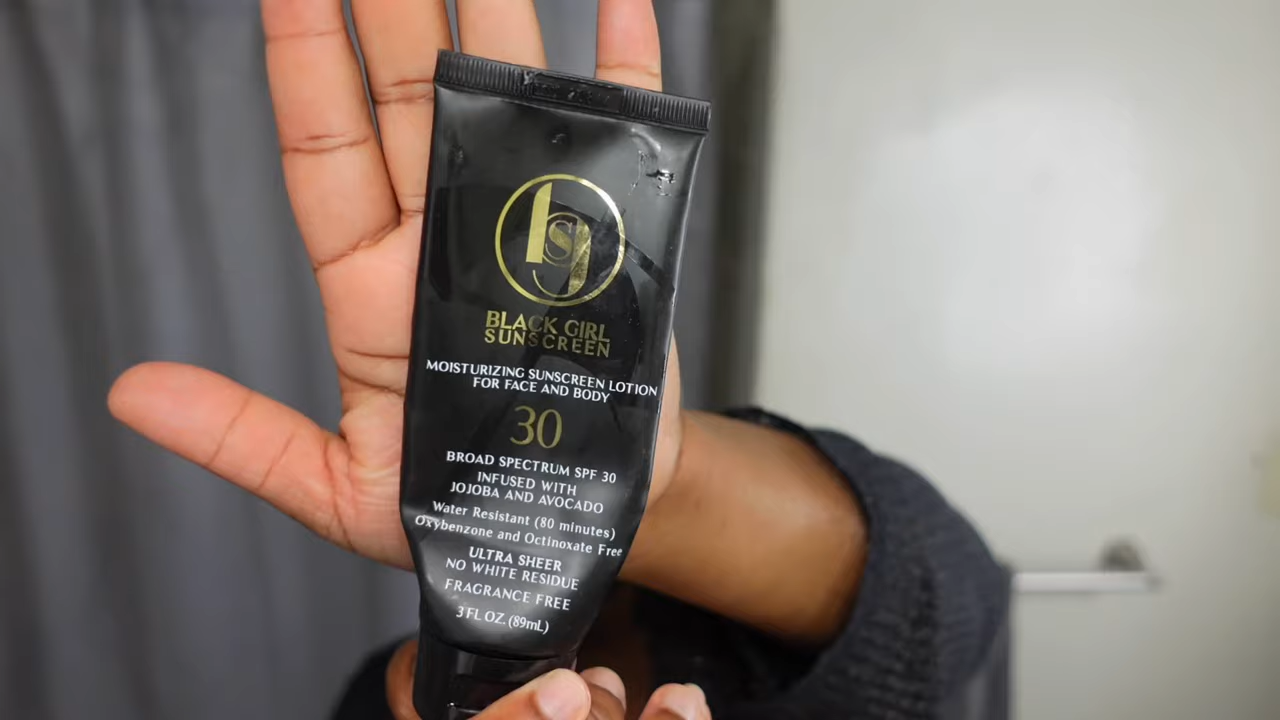 bsg
BLACK GIRL
SUNSCREEN
MOISTURIZING SUNSCREEN LOTION
FOR FACE AND BODY
30
BROAD SPECTRUM SPF 30
INFUSED WITH
JOJOBA AND AVOCADO
Water Resistant (80 minutes)
Oxybenzone and Octinoxate Free
ULTRA SHEER
NO WHITE RESIDUE
FRAGRANCE FREE
3 FL OZ. (89mL)